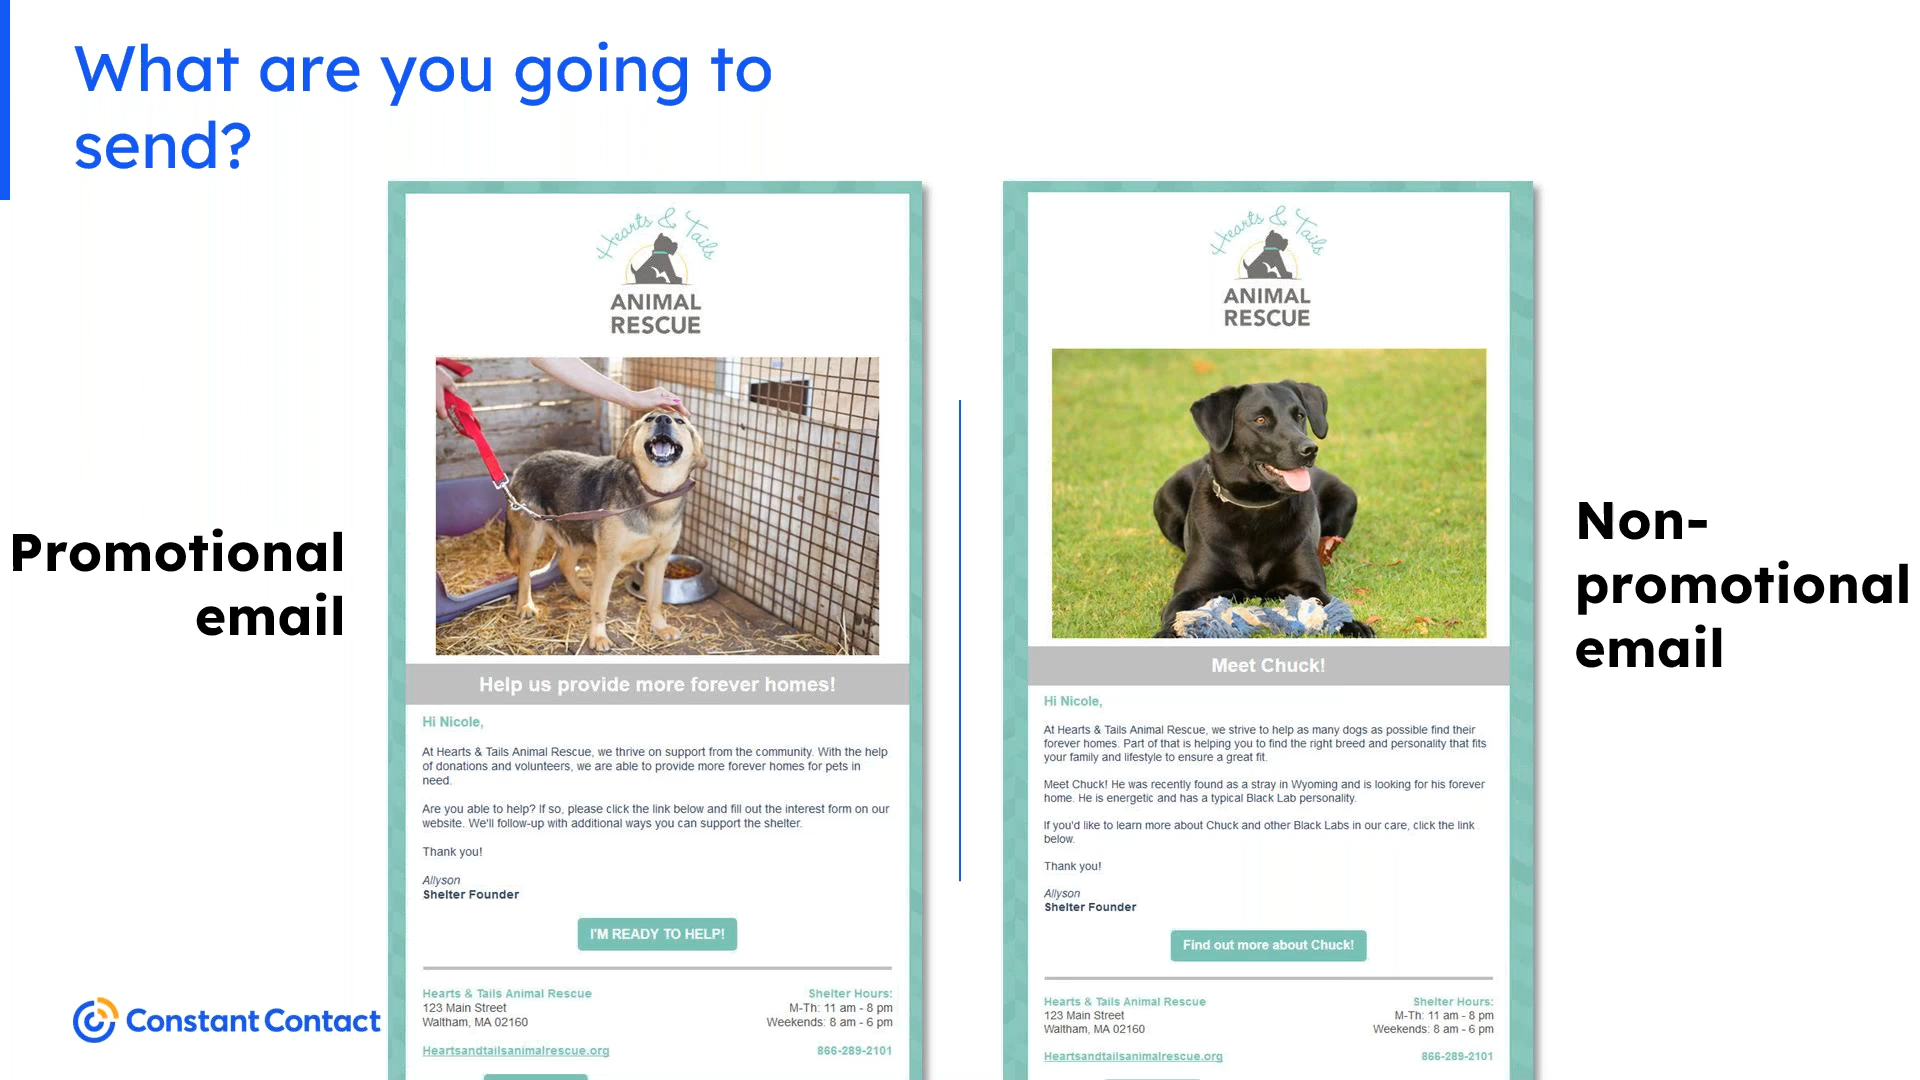 What are you going to
send?
Promotional
email
Hearts & Tails
ANIMAL
RESCUE
Help us provide more forever homes!
Hi Nicole,
At Hearts & Tails Animal Rescue, we thrive on support from the community. With the help
of donations and volunteers, we are able to provide more forever homes for pets in
need.
Are you able to help? If so, please click the link below and fill out the interest form on our
website. We'll follow-up with additional ways you can support the shelter.
Thank you!
Allyson
Shelter Founder
I'M READY TO HELP!
Hearts & Tails Animal Rescue
123 Main Street
Waltham, MA 02160
Heartsandtailsanimalrescue.org
Shelter Hours:
M-Th: 11 am - 8 pm
Weekends: 8 am - 6 pm
866-289-2101
Hearts & Tails
ANIMAL
RESCUE
Meet Chuck!
Hi Nicole,
At Hearts & Tails Animal Rescue, we strive to help as many dogs as possible find their
forever homes. Part of that is helping you to find the right breed and personality that fits
your family and lifestyle to ensure a great fit.
Meet Chuck! He was recently found as a stray in Wyoming and is looking for his forever
home. He is energetic and has a typical Black Lab personality.
If you'd like to learn more about Chuck and other Black Labs in our care, click the link
below.
Thank you!
Allyson
Shelter Founder
Find out more about Chuck!
Hearts & Tails Animal Rescue
123 Main Street
Waltham, MA 02160
Heartsandtailsanimalrescue.org
Shelter Hours:
M-Th: 11 am - 8 pm
Weekends: 8 am - 6 pm
866-289-2101
Non-
promotional
email
Constant Contact